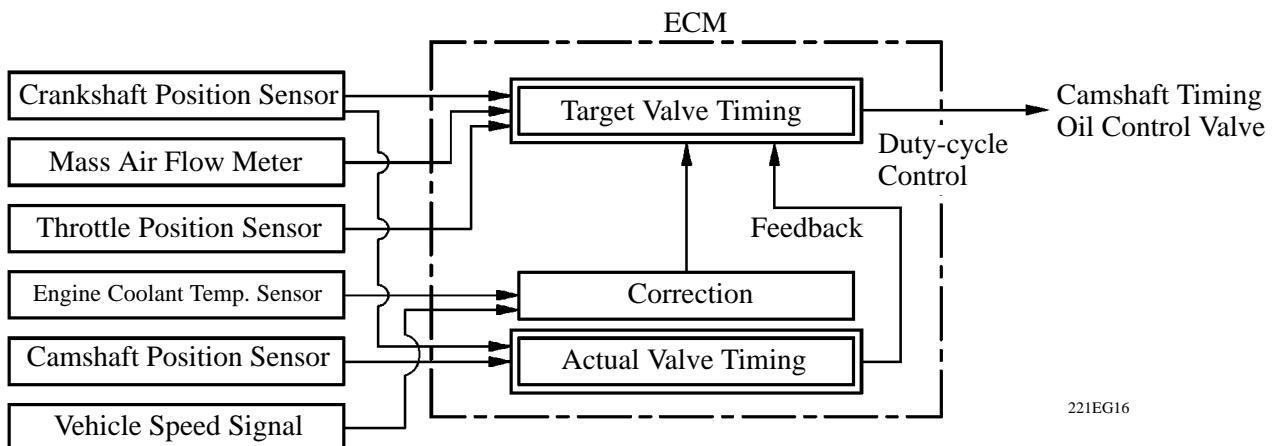 ECM
Crankshaft Position Sensor
Mass Air Flow Meter
Throttle Position Sensor
Engine Coolant Temp. Sensor
Camshaft Position Sensor
Vehicle Speed Signal
Target Valve Timing
Feedback
Correction
Actual Valve Timing
Duty-cycle
Control
Camshaft Timing
Oil Control Valve
221EG16